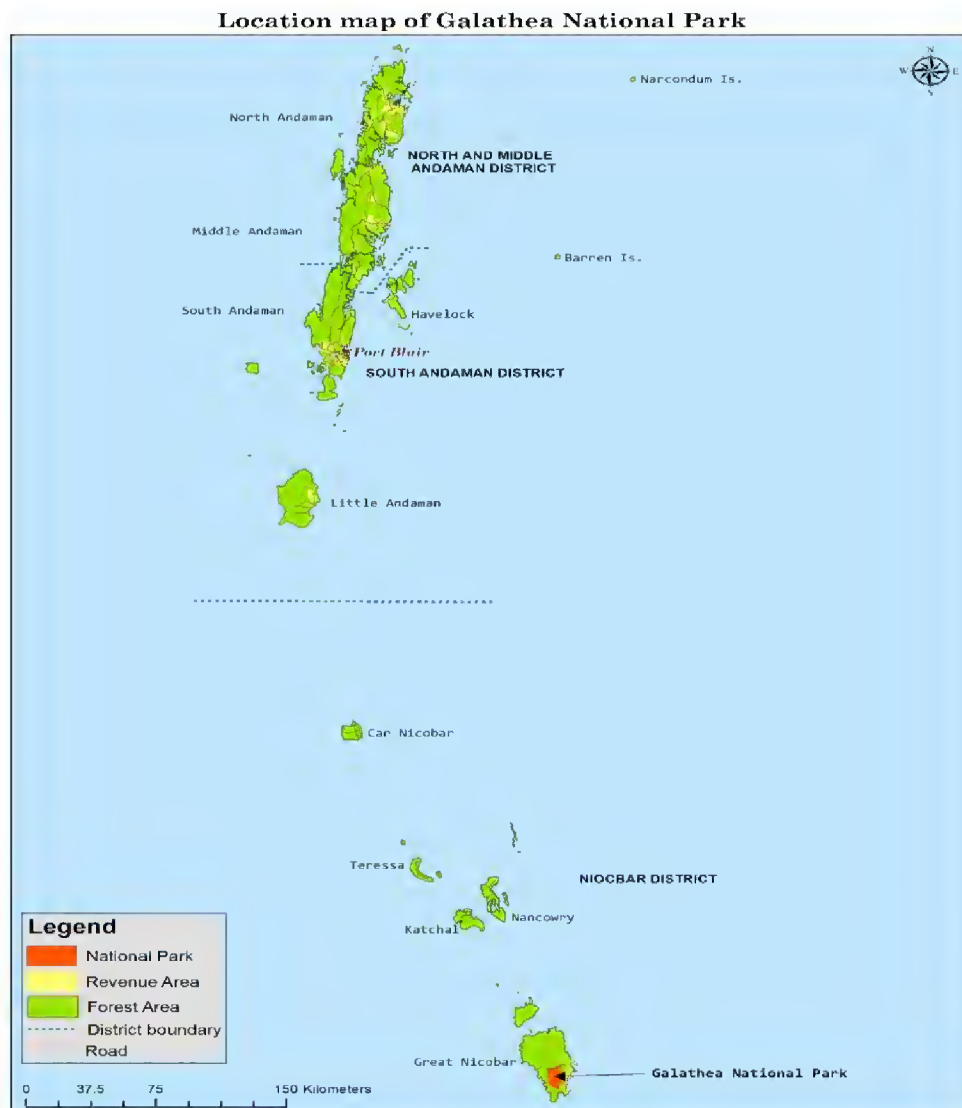 Location map of Galathea National Park
N
W E
S
Narcondum Is.
North Andaman
NORTH AND MIDDLE
ANDAMAN DISTRICT
Middle Andaman
Barren Is.
South Andaman
Havelock
Port Blair
SOUTH ANDAMAN DISTRICT
Little Andaman
Car Nicobar
Teressa
NIOCBAR DISTRICT
Nancowry
Katchal
Legend
National Park
Revenue Area
Forest Area
District boundary
Road
Great Nicobar
Galathea National Park
0 37.5 75 150 Kilometers